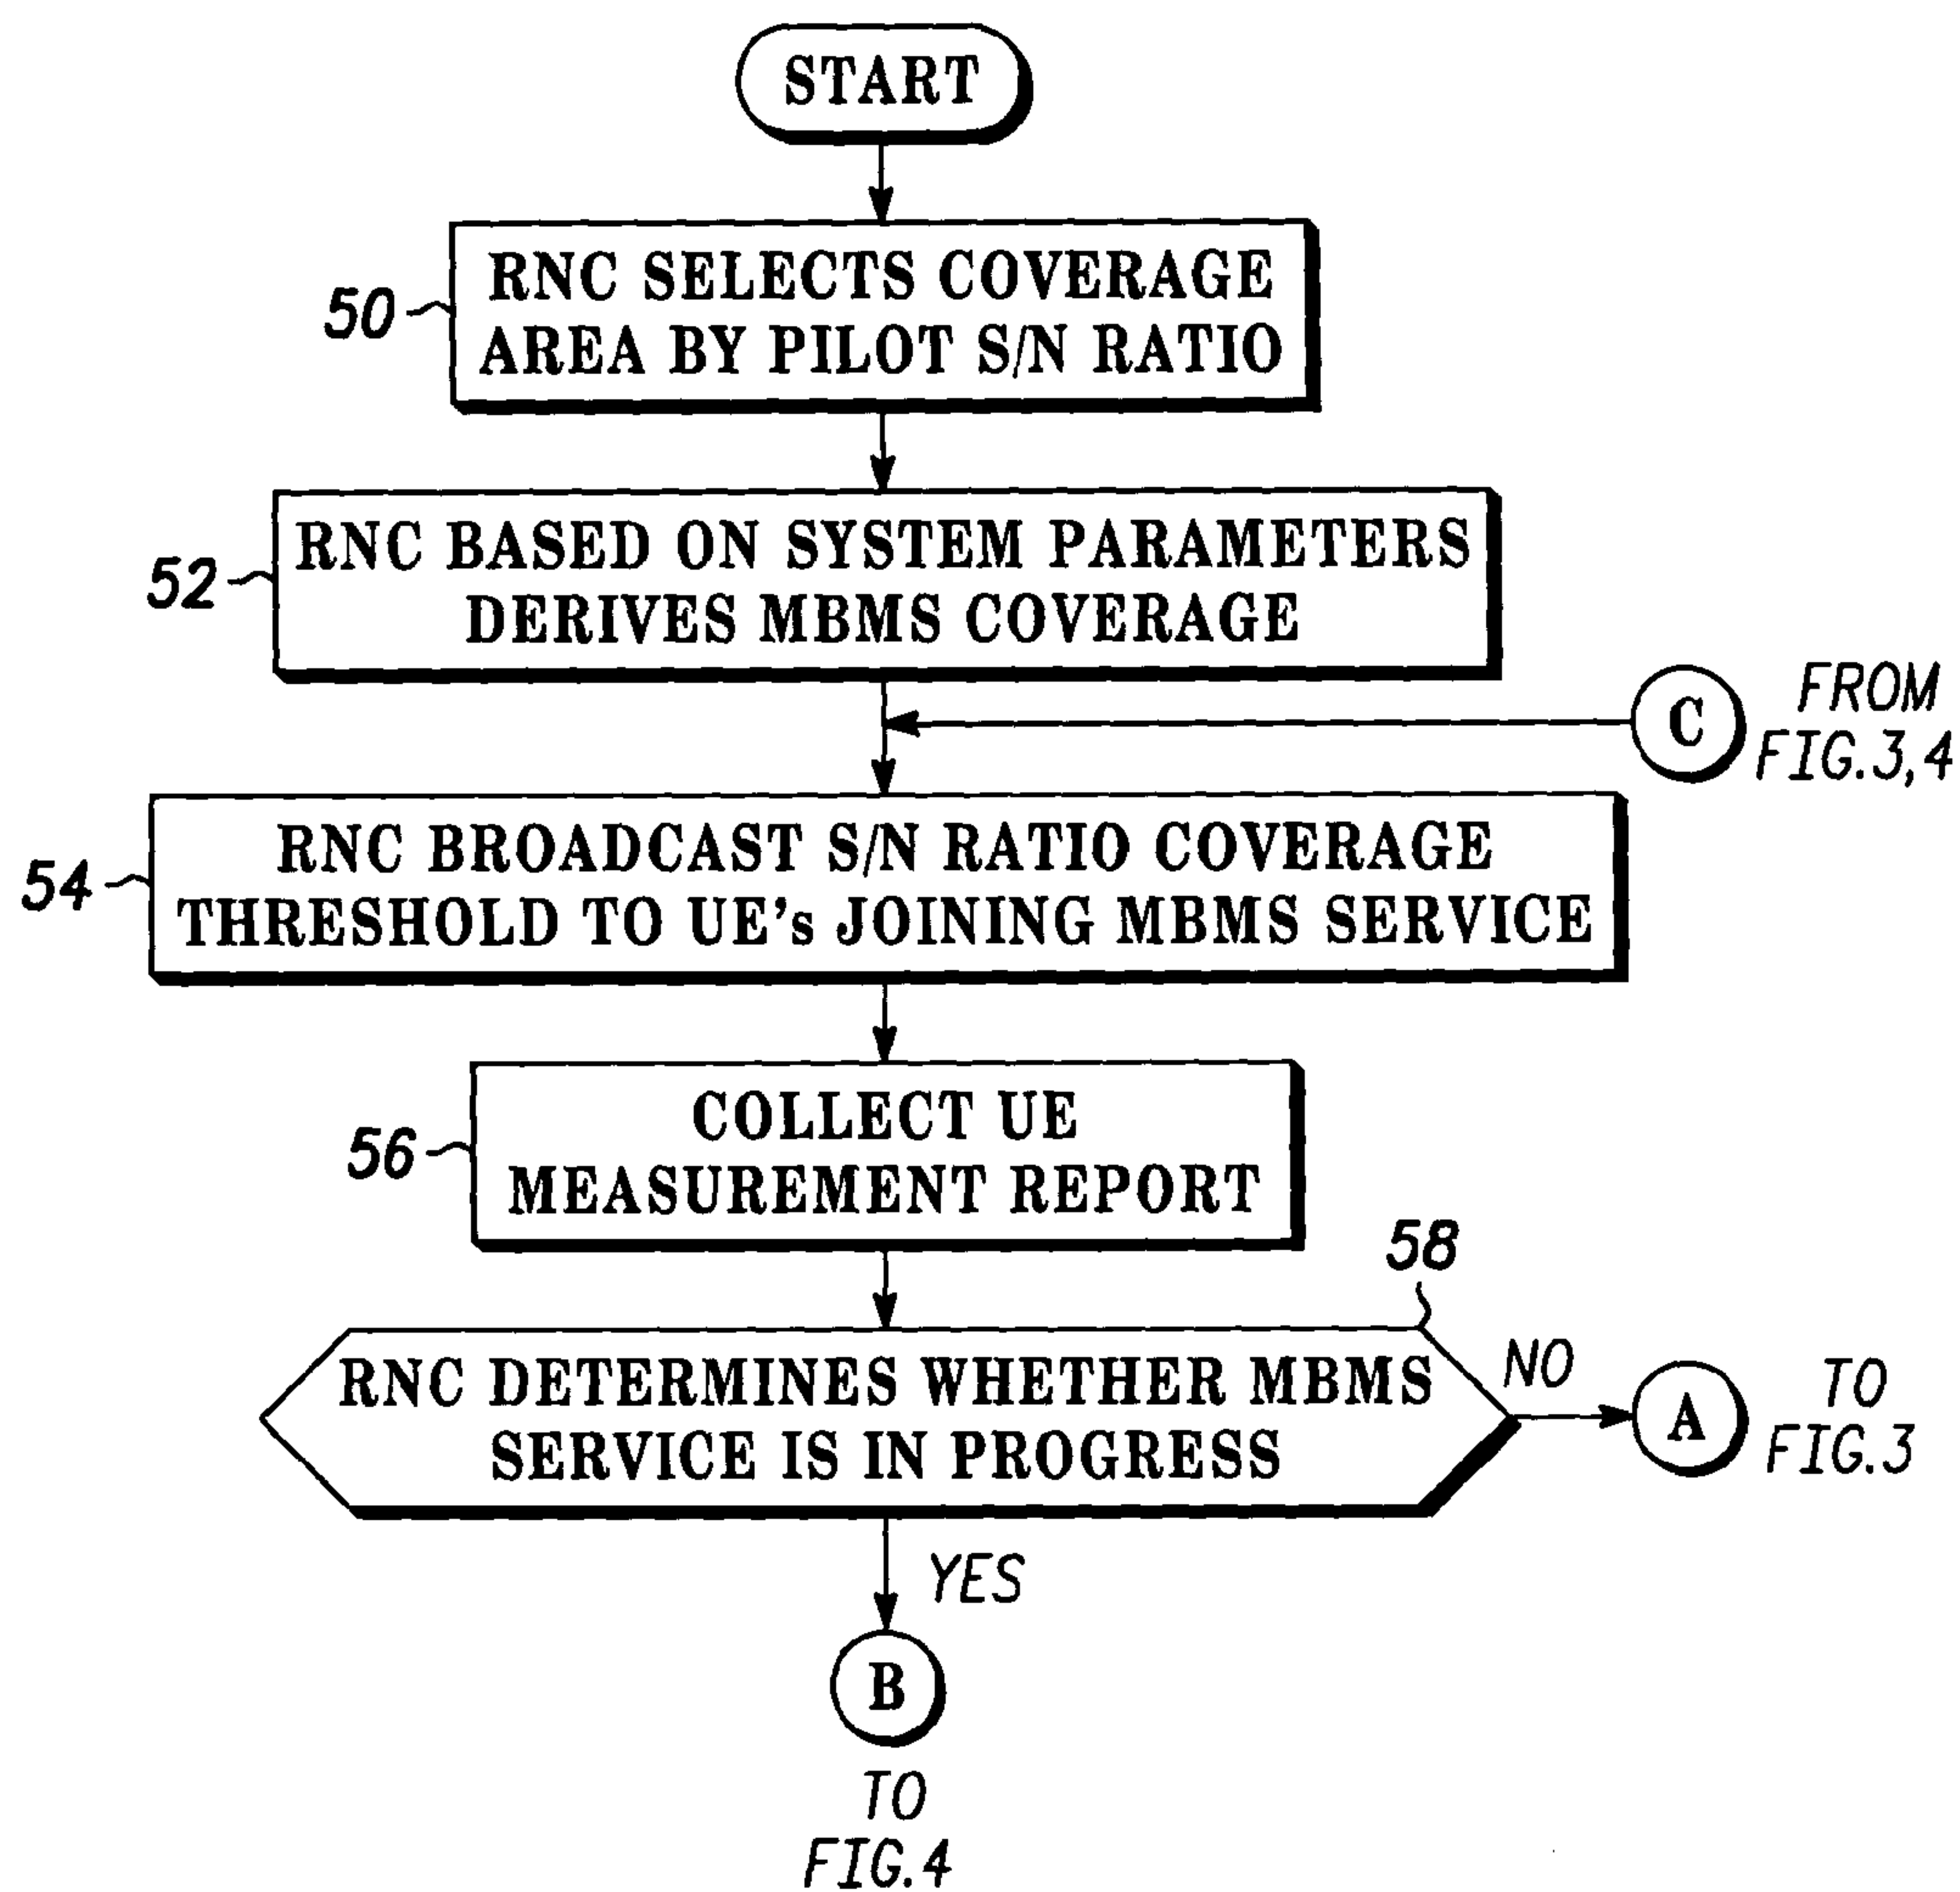 START
50
RNC SELECTS COVERAGE
AREA BY PILOT S/N RATIO
52
RNC BASED ON SYSTEM PARAMETERS
DERIVES MBMS COVERAGE
C
FROM
FIG.3,4
54
RNC BROADCAST S/N RATIO COVERAGE
THRESHOLD TO UE's JOINING MBMS SERVICE
56
COLLECT UE
MEASUREMENT REPORT
58
RNC DETERMINES WHETHER MBMS
SERVICE IS IN PROGRESS
NO
A
TO
FIG.3
YES
B
TO
FIG.4